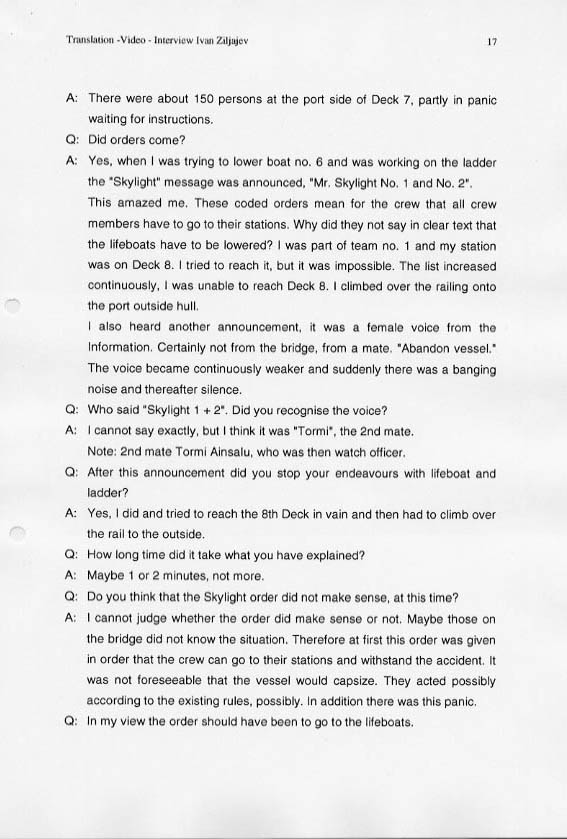 Translation -Video - Interview Ivan Ziljajev 17
A: There were about 150 persons at the port side of Deck 7, partly in panic
waiting for instructions.
Q: Did orders come?
A: Yes, when I was trying to lower boat no. 6 and was working on the ladder
the "Skylight" message was announced, "Mr. Skylight No. 1 and No. 2".
This amazed me. These coded orders mean for the crew that all crew
members have to go to their stations. Why did they not say in clear text that
the lifeboats have to be lowered? I was part of team no. 1 and my station
was on Deck 8. I tried to reach it, but it was impossible. The list increased
continuously, I was unable to reach Deck 8. I climbed over the railing onto
the port outside hull.
I also heard another announcement, it was a female voice from the
Information. Certainly not from the bridge, from a mate. "Abandon vessel."
The voice became continuously weaker and suddenly there was a banging
noise and thereafter silence.
Q: Who said "Skylight 1 + 2". Did you recognise the voice?
A: I cannot say exactly, but I think it was "Tormi", the 2nd mate.
Note: 2nd mate Tormi Ainsalu, who was then watch officer.
Q: After this announcement did you stop your endeavours with lifeboat and
ladder?
A: Yes, I did and tried to reach the 8th Deck in vain and then had to climb over
the rail to the outside.
Q: How long time did it take what you have explained?
A: Maybe 1 or 2 minutes, not more.
Q: Do you think that the Skylight order did not make sense, at this time?
A: I cannot judge whether the order did make sense or not. Maybe those on
the bridge did not know the situation. Therefore at first this order was given
in order that the crew can go to their stations and withstand the accident. It
was not foreseeable that the vessel would capsize. They acted possibly
according to the existing rules, possibly. In addition there was this panic.
Q: In my view the order should have been to go to the lifeboats.